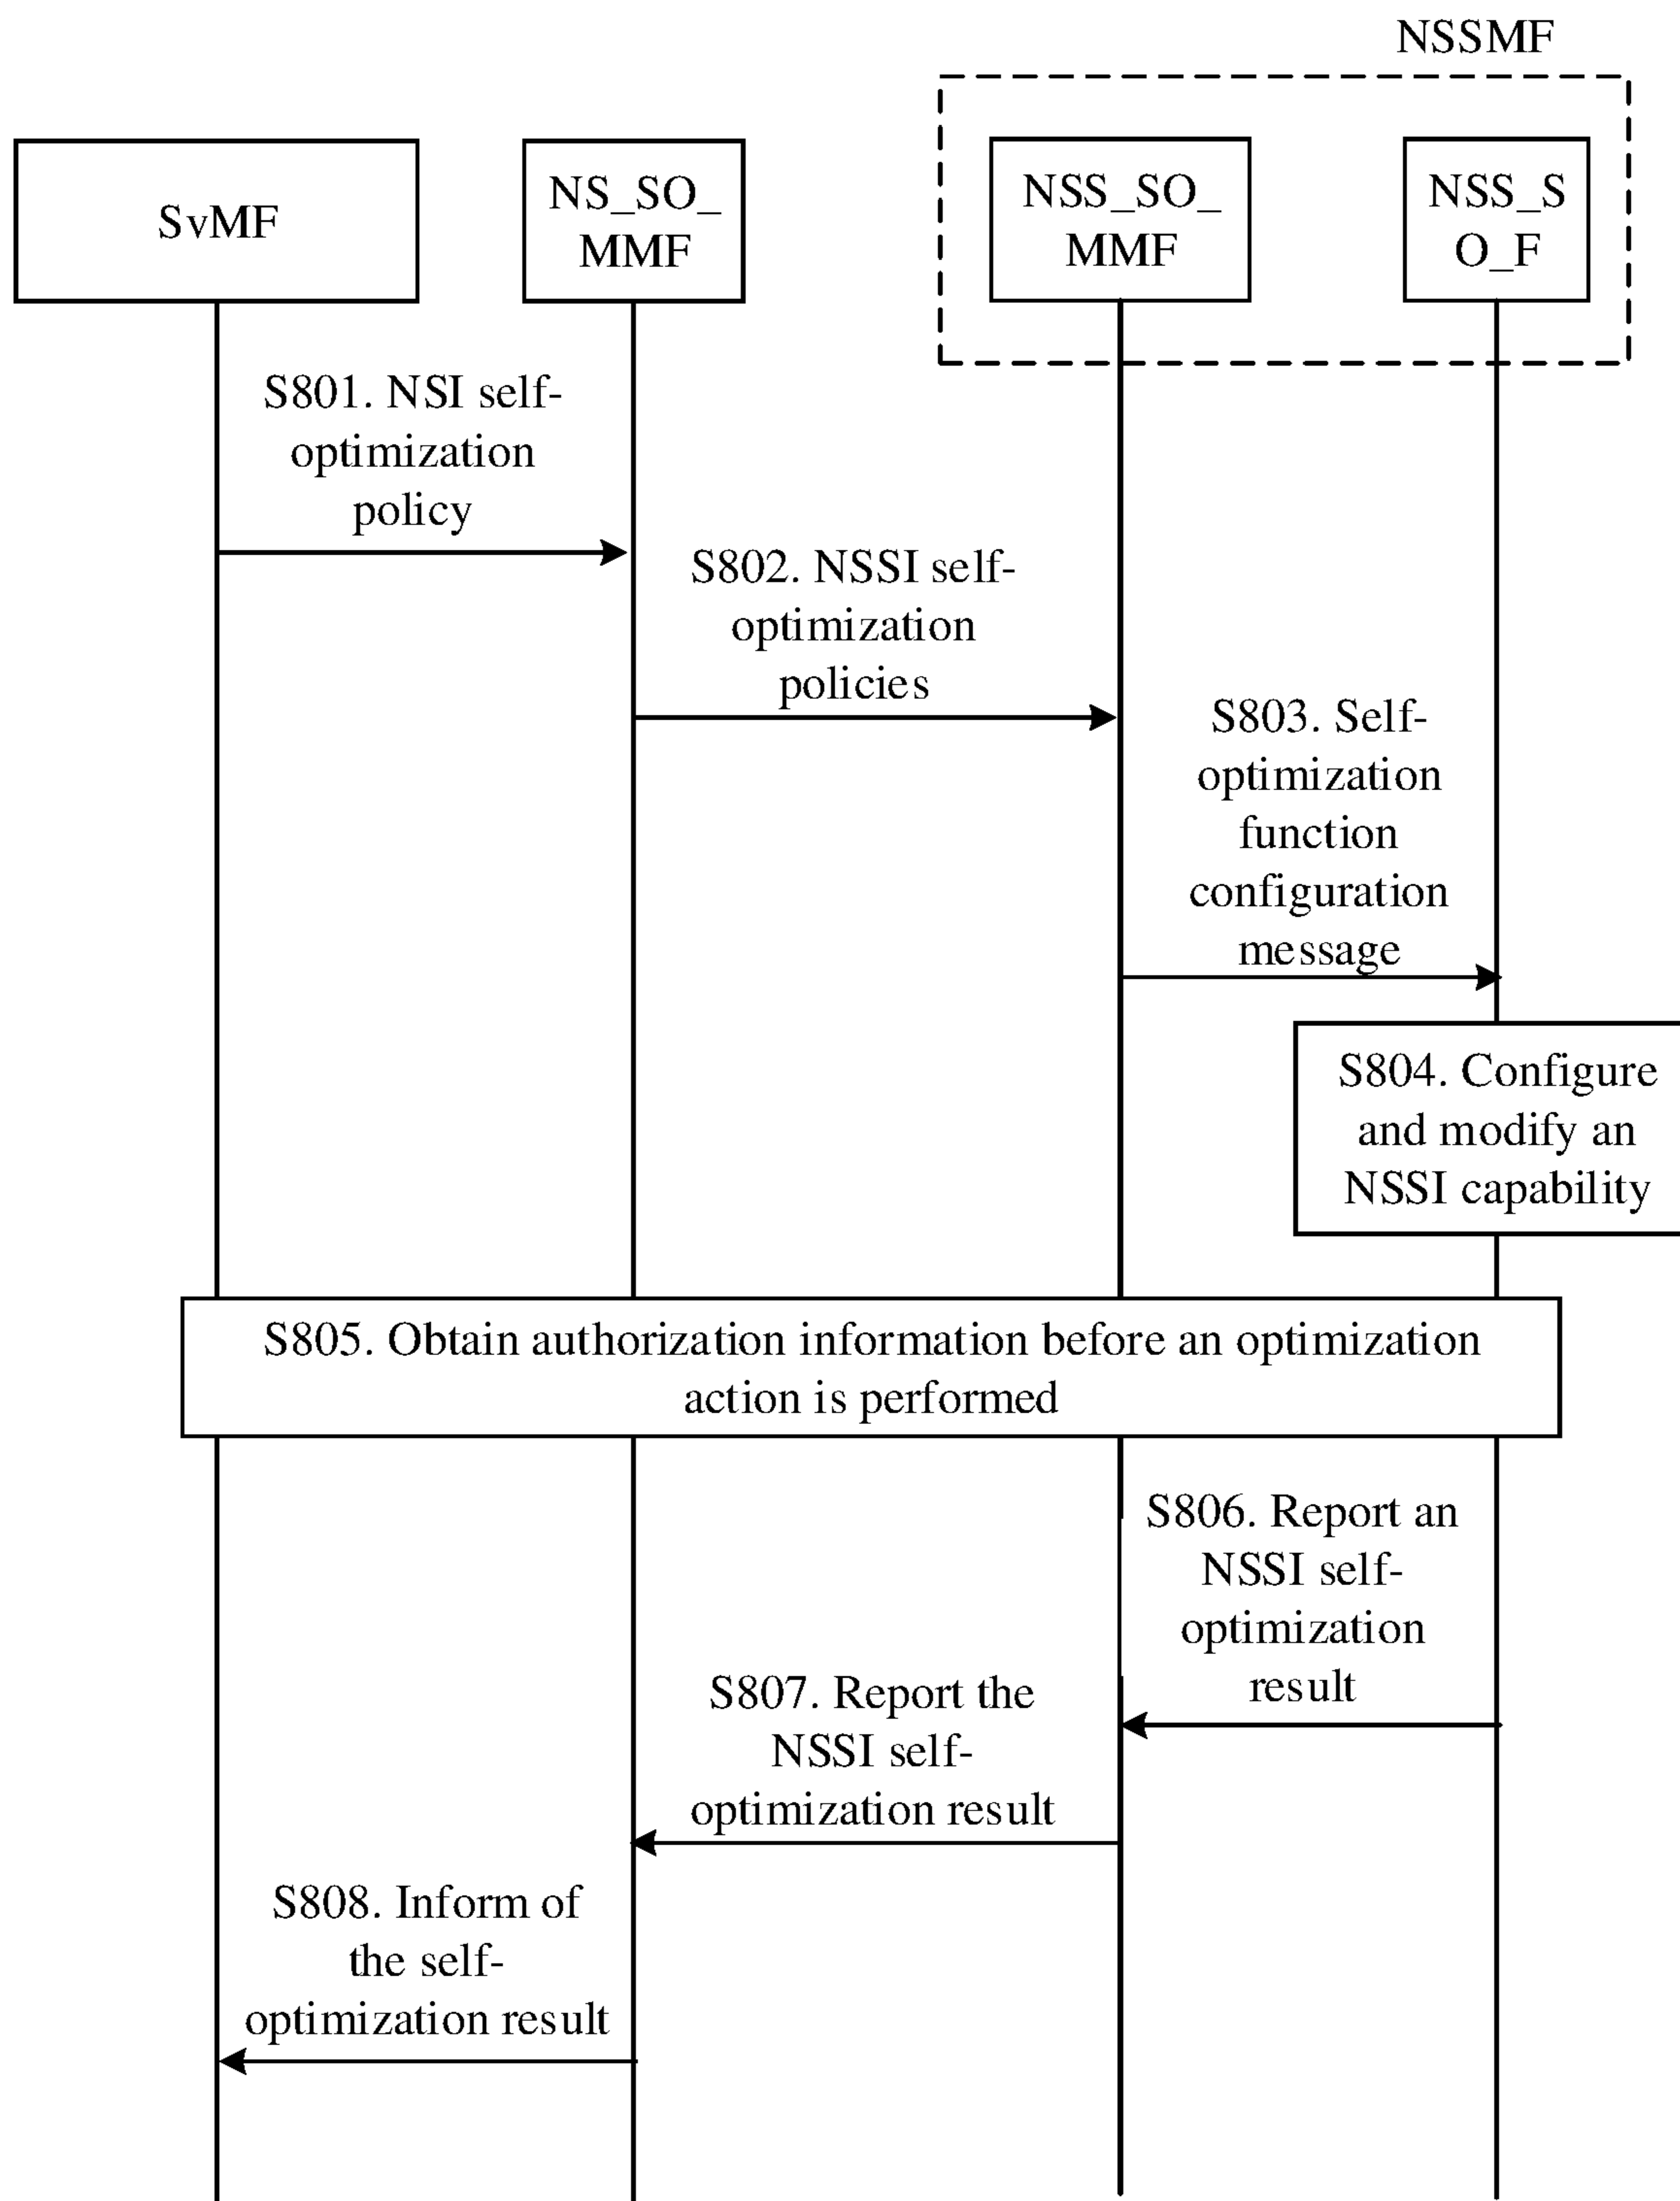 NSSMF
SvMF
NS_SO_
MMF
NSS_SO_
MMF
NSS_S
O_F
S801. NSI self-
optimization
policy
S802. NSSI self-
optimization
policies
S803. Self-
optimization
function
configuration
message
S804. Configure
and modify an
NSSI capability
S805. Obtain authorization information before an optimization
action is performed
S806. Report an
NSSI self-
optimization
result
S807. Report the
NSSI self-
optimization result
S808. Inform of
the self-
optimization result